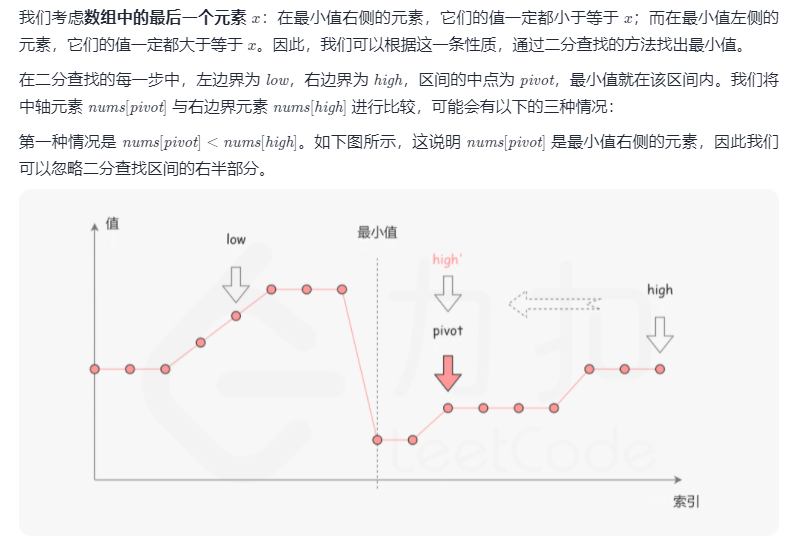 我们考虑数组中的最后一个元素 x：在最小值右侧的元素，它们的值一定都小于等于 x；而在最小值左侧的
元素，它们的值一定都大于等于 x。因此，我们可以根据这一条性质，通过二分查找的方法找出最小值。
在二分查找的每一步中，左边界为 low，右边界为 high，区间的中点为 pivot，最小值就在该区间内。我们将
中轴元素 nums[pivot] 与右边界元素 nums[high] 进行比较，可能会有以下的三种情况：
第一种情况是 nums[pivot] < nums[high]。如下图所示，这说明 nums[pivot] 是最小值右侧的元素，因此我们
可以忽略二分查找区间的右半部分。
值
low
最小值
high'
high
pivot
力扣
LeetCode
索引